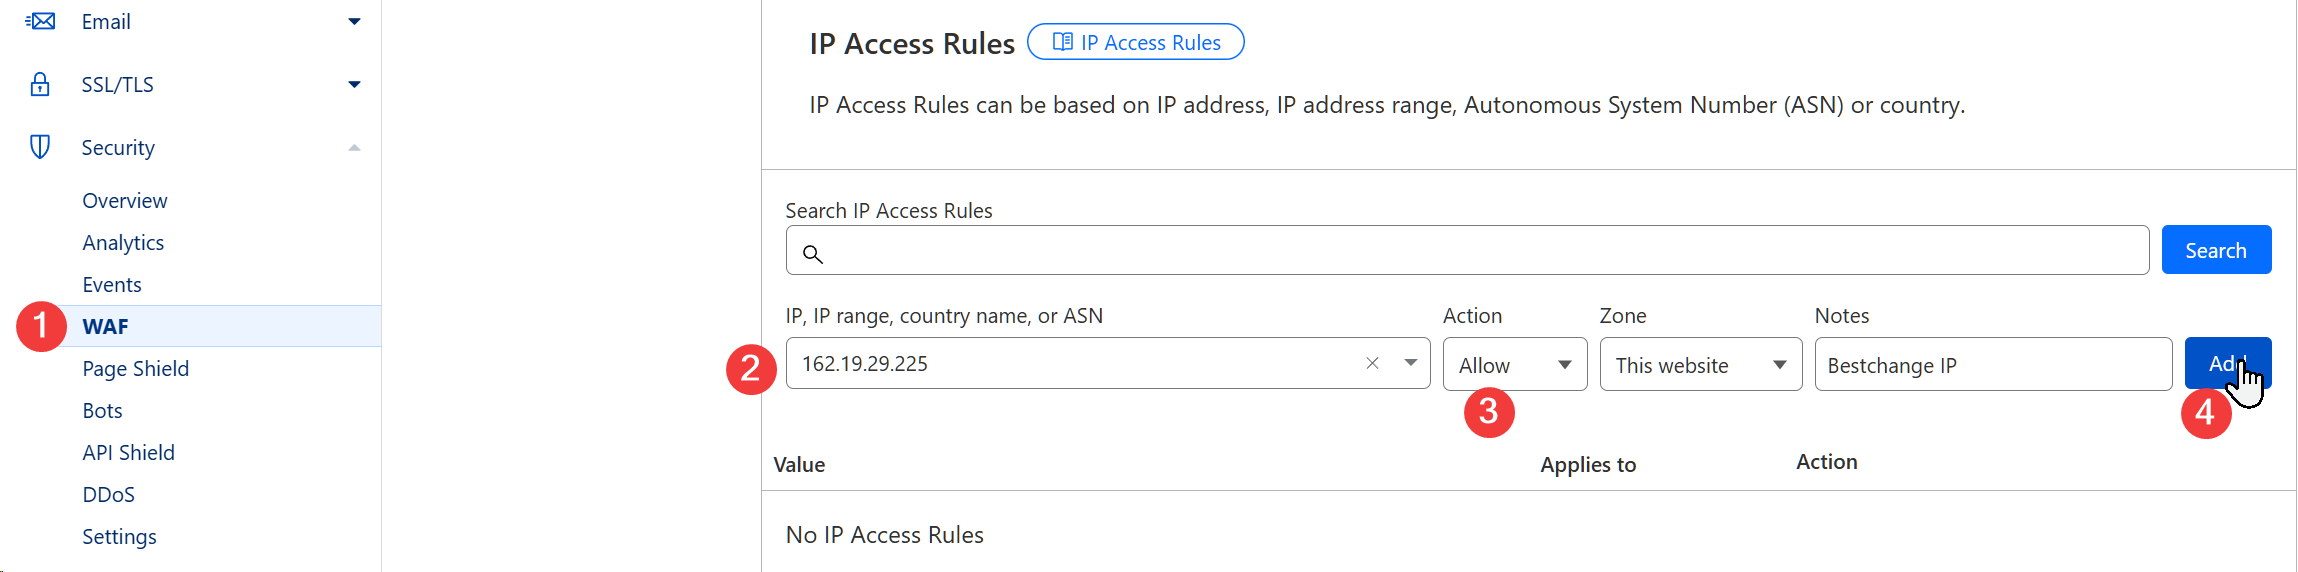 Email
SSL/TLS
Security
Overview
Analytics
Events
1 WAF
Page Shield
Bots
API Shield
DDoS
Settings
IP Access Rules IP Access Rules
IP Access Rules can be based on IP address, IP address range, Autonomous System Number (ASN) or country.
Search IP Access Rules
Search
IP, IP range, country name, or ASN Action Zone Notes
2 162.19.29.225 Allow This website Bestchange IP Add
3 4
Value Applies to Action
No IP Access Rules